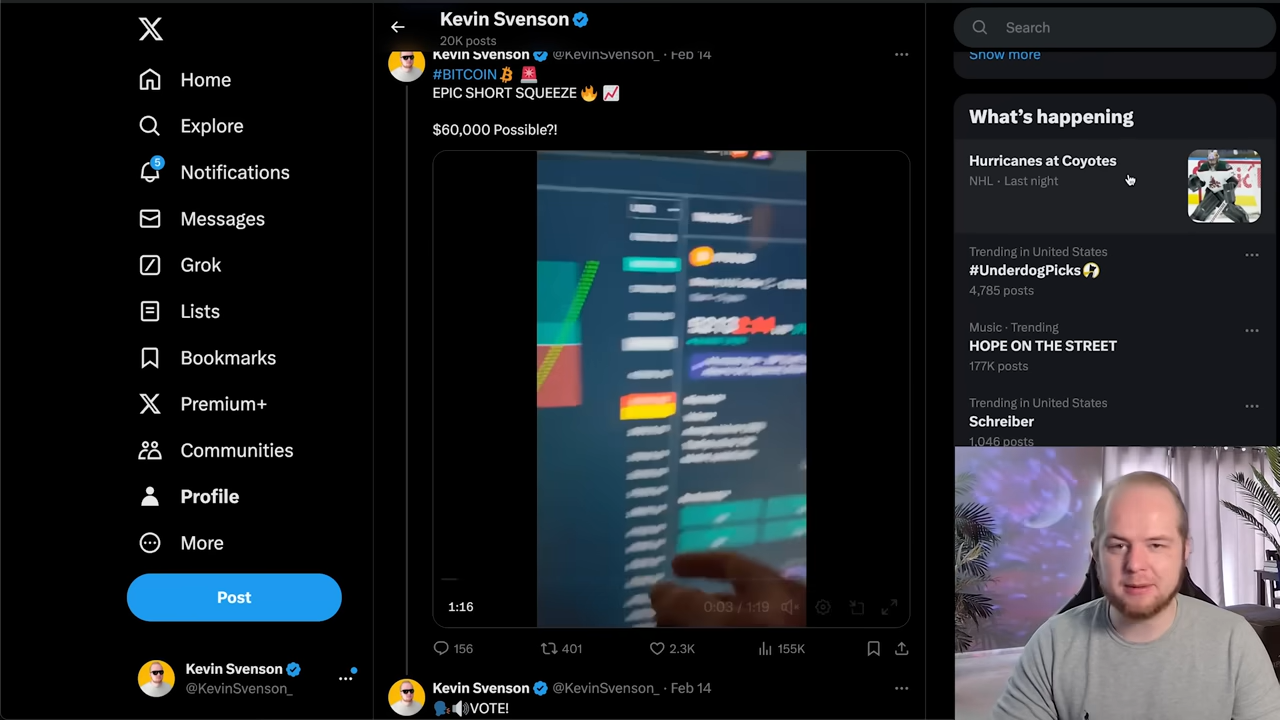 Home
Explore
5
Notifications
Messages
Grok
Lists
Bookmarks
Premium+
Communities
Profile
More
Post
Kevin Svenson
@KevinSvenson_
Kevin Svenson
20K posts
Kevin Svenson @KevinSvenson_ · Feb 14
#BITCOIN
EPIC SHORT SQUEEZE 🔥 📈
$60,000 Possible?!
1:16
0:03 / 1:19
156
401
2.3K
155K
Kevin Svenson @KevinSvenson_ · Feb 14
🗣🔊VOTE!
Search
Show more
What's happening
Hurricanes at Coyotes
NHL · Last night
Trending in United States
#UnderdogPicks
4,785 posts
Music · Trending
HOPE ON THE STREET
177K posts
Trending in United States
Schreiber
1,046 posts